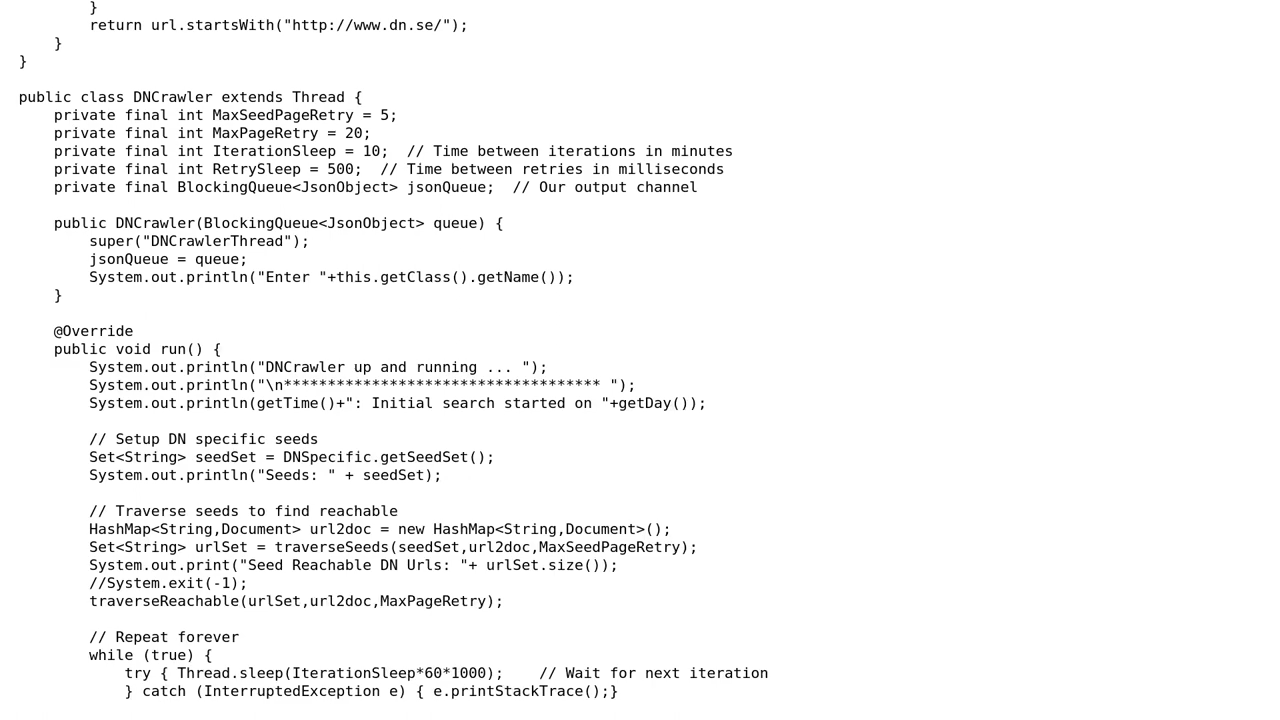 }
        return url.startsWith("http://www.dn.se/");
    }
}

public class DNCrawler extends Thread {
    private final int MaxSeedPageRetry = 5;
    private final int MaxPageRetry = 20;
    private final int IterationSleep = 10;  // Time between iterations in minutes
    private final int RetrySleep = 500;  // Time between retries in milliseconds
    private final BlockingQueue<JsonObject> jsonQueue;  // Our output channel

    public DNCrawler(BlockingQueue<JsonObject> queue) {
        super("DNCrawlerThread");
        jsonQueue = queue;
        System.out.println("Enter "+this.getClass().getName());
    }

    @Override
    public void run() {
        System.out.println("DNCrawler up and running ... ");
        System.out.println("\n************************************ ");
        System.out.println(getTime()+": Initial search started on "+getDay());

        // Setup DN specific seeds
        Set<String> seedSet = DNSpecific.getSeedSet();
        System.out.println("Seeds: " + seedSet);

        // Traverse seeds to find reachable
        HashMap<String,Document> url2doc = new HashMap<String,Document>();
        Set<String> urlSet = traverseSeeds(seedSet,url2doc,MaxSeedPageRetry);
        System.out.print("Seed Reachable DN Urls: "+ urlSet.size());
        //System.exit(-1);
        traverseReachable(urlSet,url2doc,MaxPageRetry);

        // Repeat forever
        while (true) {
            try { Thread.sleep(IterationSleep*60*1000);    // Wait for next iteration
            } catch (InterruptedException e) { e.printStackTrace();}